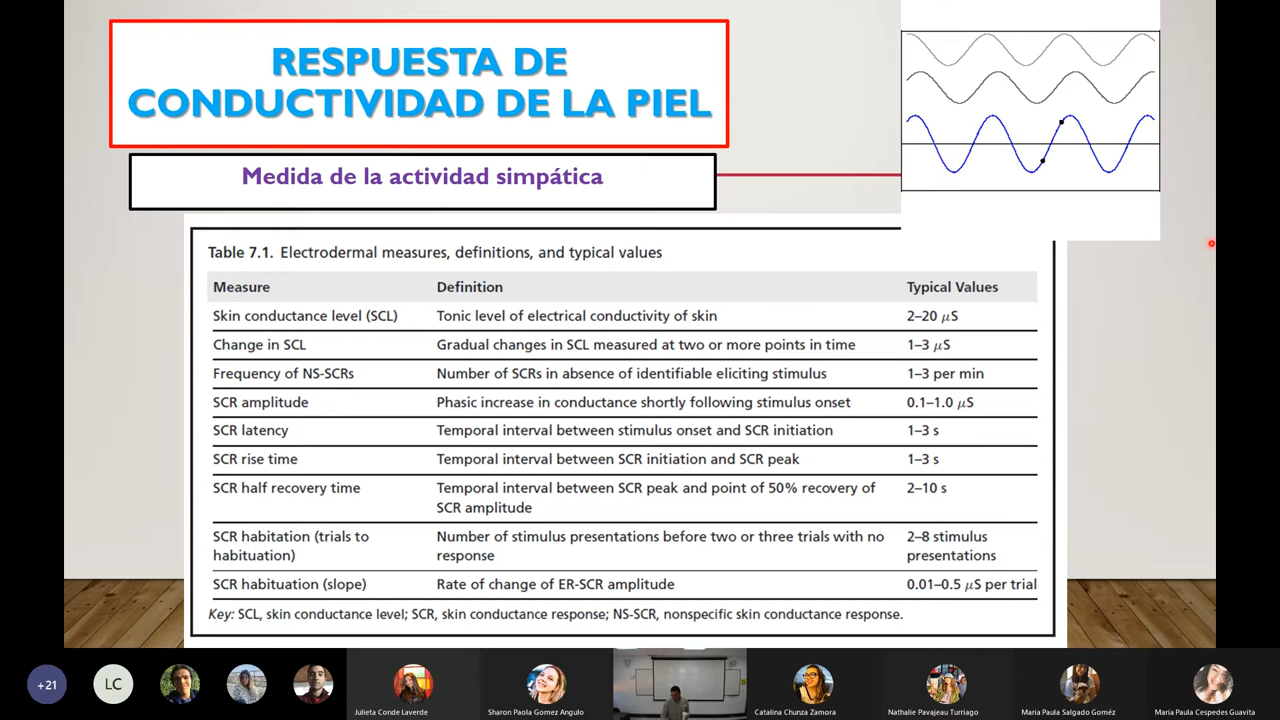 RESPUESTA DE
CONDUCTIVIDAD DE LA PIEL
Medida de la actividad simpática
Table 7.1. Electrodermal measures, definitions, and typical values
Measure Definition Typical Values
Skin conductance level (SCL) Tonic level of electrical conductivity of skin 2–20 μS
Change in SCL Gradual changes in SCL measured at two or more points in time 1–3 μS
Frequency of NS-SCRs Number of SCRs in absence of identifiable eliciting stimulus 1–3 per min
SCR amplitude Phasic increase in conductance shortly following stimulus onset 0.1–1.0 μS
SCR latency Temporal interval between stimulus onset and SCR initiation 1–3 s
SCR rise time Temporal interval between SCR initiation and SCR peak 1–3 s
SCR half recovery time Temporal interval between SCR peak and point of 50% recovery of 2–10 s
SCR amplitude
SCR habitation (trials to Number of stimulus presentations before two or three trials with no 2–8 stimulus
habituation) response presentations
SCR habituation (slope) Rate of change of ER-SCR amplitude 0.01–0.5 μS per trial
Key: SCL, skin conductance level; SCR, skin conductance response; NS-SCR, nonspecific skin conductance response.
+21 LC
Julieta Conde Laverde Sharon Paola Gomez Angulo Catalina Chunza Zamora Nathalie Pavajeau Turriago Maria Paula Salgado Goméz Maria Paula Cespedes Guavita